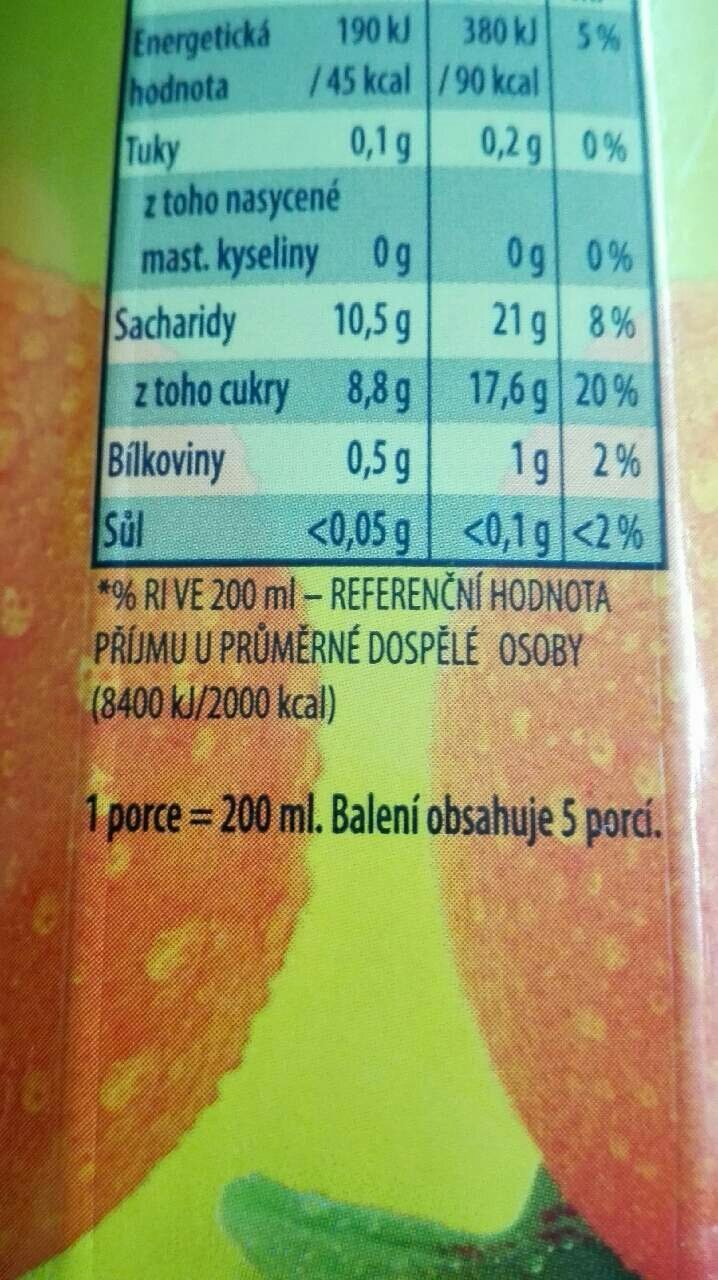 Energetická 190 kJ 380 kJ 5%
hodnota / 45 kcal / 90 kcal
Tuky 0,1 g 0,2 g 0%
z toho nasycené
mast. kyseliny 0 g 0 g 0%
Sacharidy 10,5 g 21 g 8%
z toho cukry 8,8 g 17,6 g 20%
Bílkoviny 0,5 g 1 g 2%
Sůl <0,05 g <0,1 g <2%
*% RI VE 200 ml – REFERENČNÍ HODNOTA
PŘÍJMU U PRŮMĚRNÉ DOSPĚLÉ OSOBY
(8400 kJ/2000 kcal)
1 porce = 200 ml. Balení obsahuje 5 porcí.